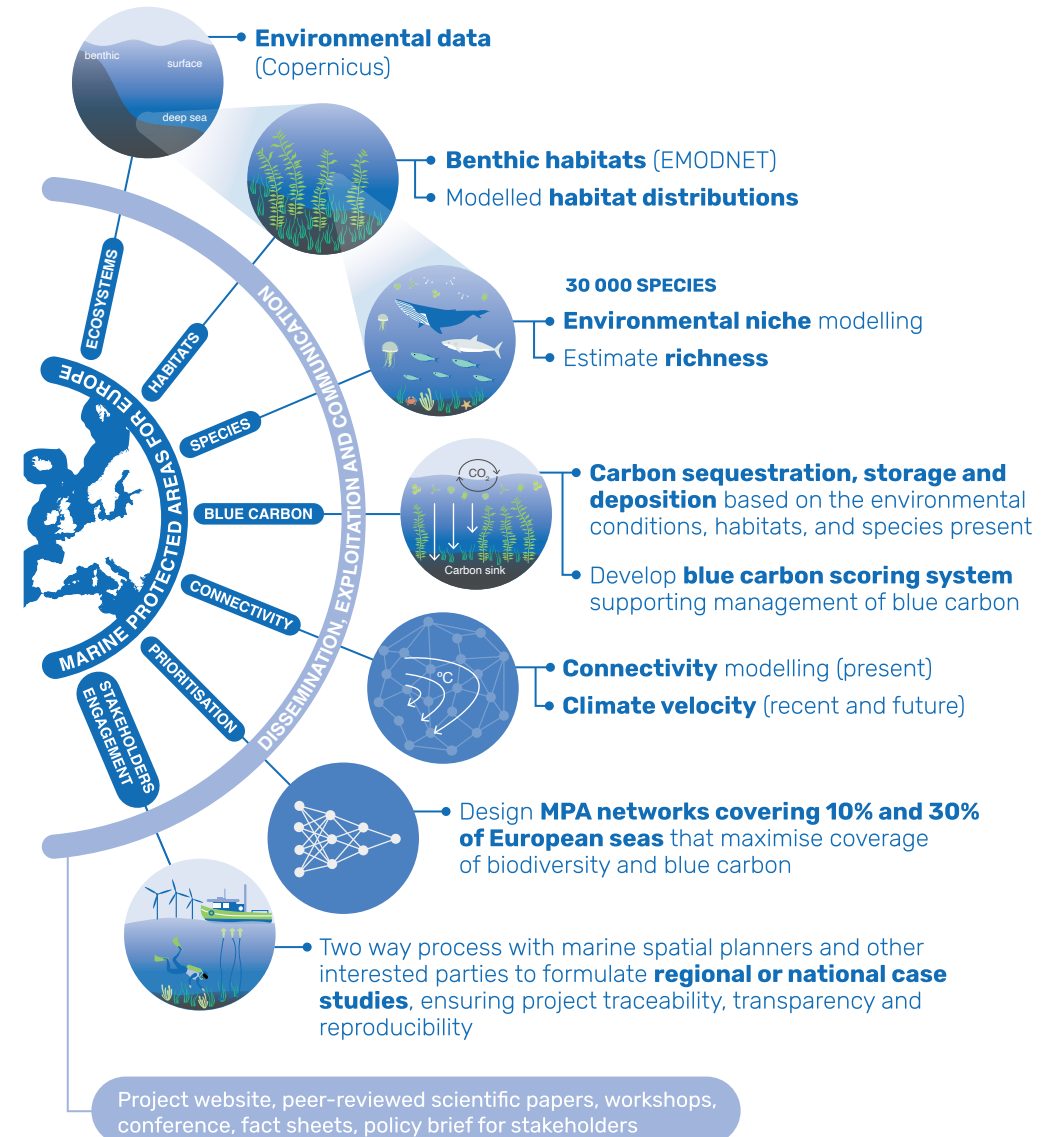 benthic
surface
deep sea
Environmental data
(Copernicus)
Benthic habitats (EMODNET)
Modelled habitat distributions
30 000 SPECIES
Environmental niche modelling
Estimate richness
CO2
Carbon sink
Carbon sequestration, storage and
deposition based on the environmental
conditions, habitats, and species present
Develop blue carbon scoring system
supporting management of blue carbon
°C
Connectivity modelling (present)
Climate velocity (recent and future)
Design MPA networks covering 10% and 30%
of European seas that maximise coverage
of biodiversity and blue carbon
Two way process with marine spatial planners and other
interested parties to formulate regional or national case
studies, ensuring project traceability, transparency and
reproducibility
ECOSYSTEMS
HABITATS
SPECIES
BLUE CARBON
CONNECTIVITY
PRIORITISATION
STAKEHOLDERS
ENGAGEMENT
MARINE PROTECTED AREAS FOR EUROPE
DISSEMINATION, EXPLOITATION AND COMMUNICATION
Project website, peer-reviewed scientific papers, workshops,
conference, fact sheets, policy brief for stakeholders